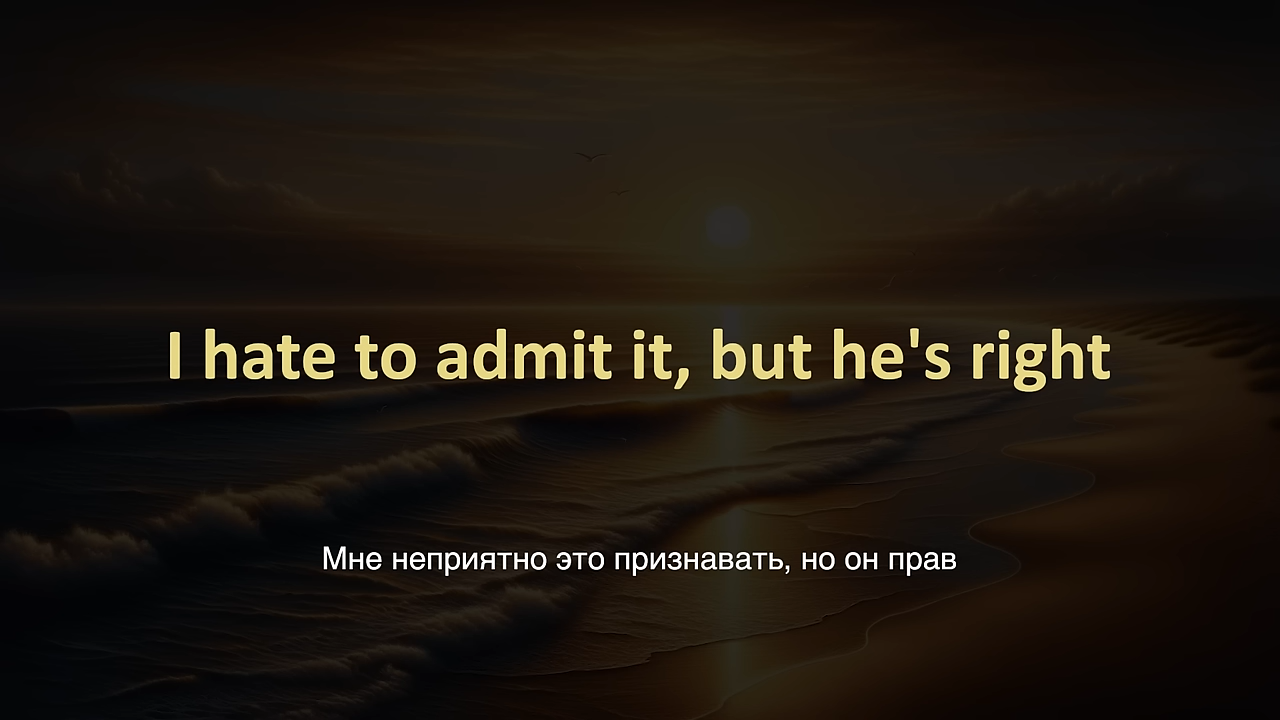 I hate to admit it, but he's right
Мне неприятно это признавать, но он прав